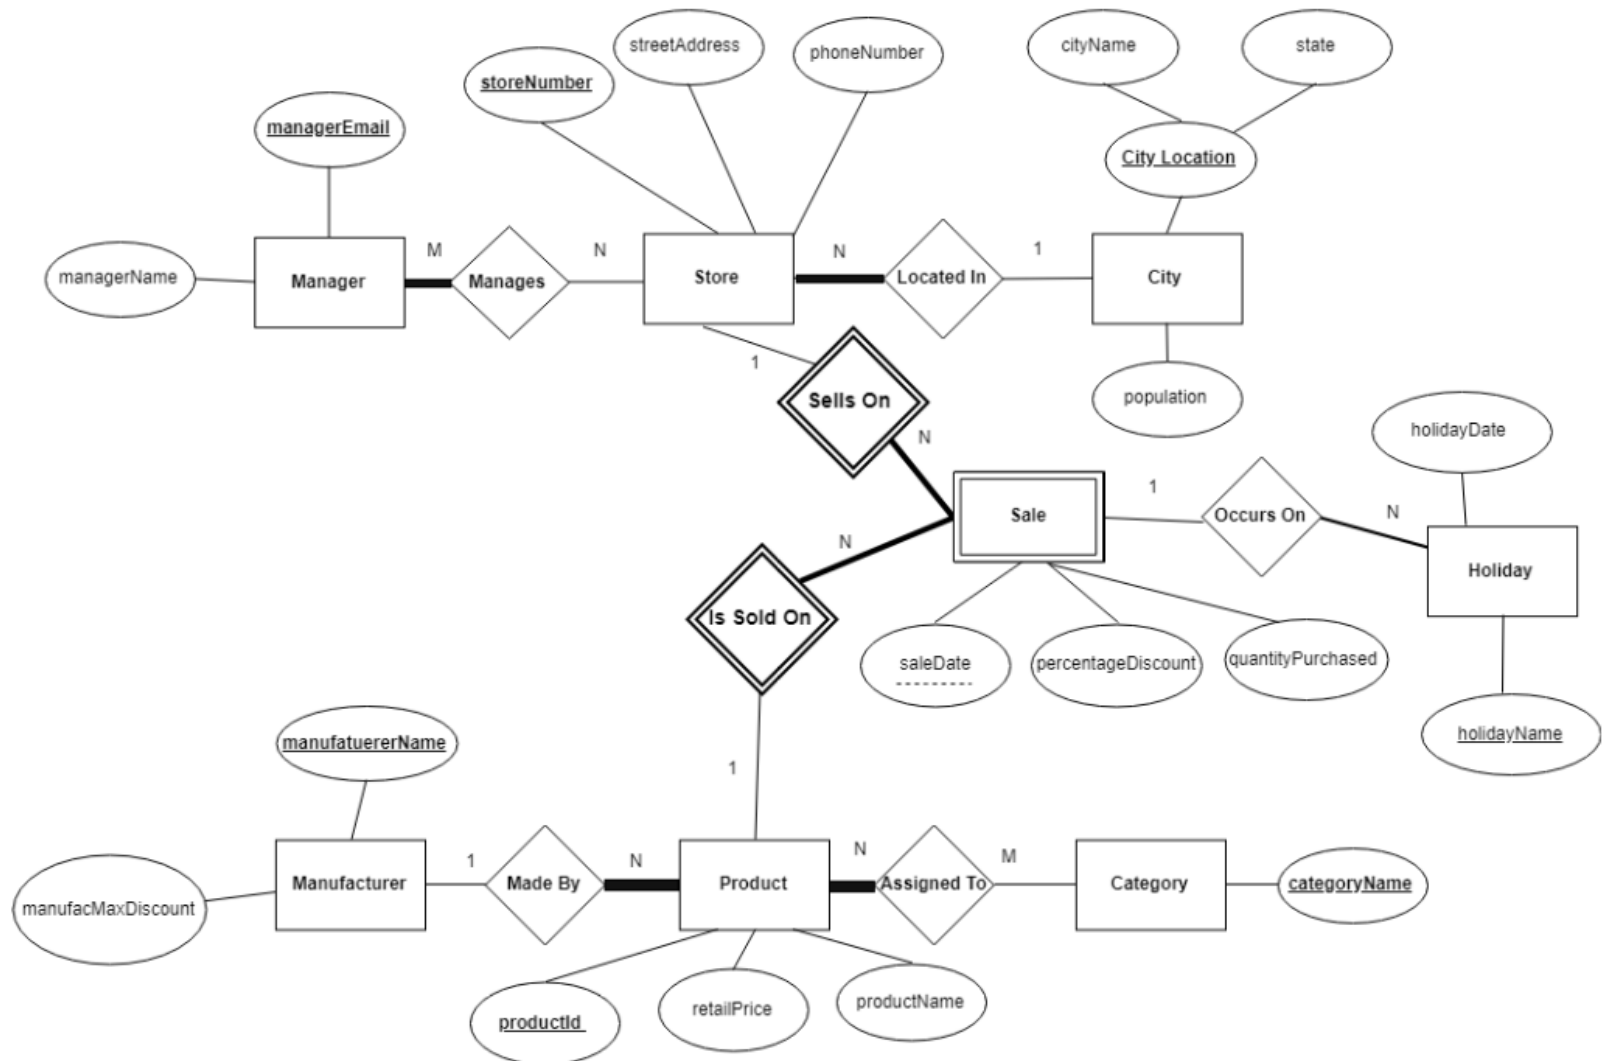 cityName
state
streetAddress
phoneNumber
storeNumber
managerEmail
City Location
managerName
Manager
M
Manages
N
Store
N
Located In
1
City
1
Sells On
population
N
holidayDate
1
N
Sale
Occurs On
N
Holiday
Is Sold On
saleDate
percentageDiscount
quantityPurchased
manufatuererName
holidayName
1
Manufacturer
1
Made By
N
Product
N
Assigned To
M
Category
categoryName
manufacMaxDiscount
productId
retailPrice
productName